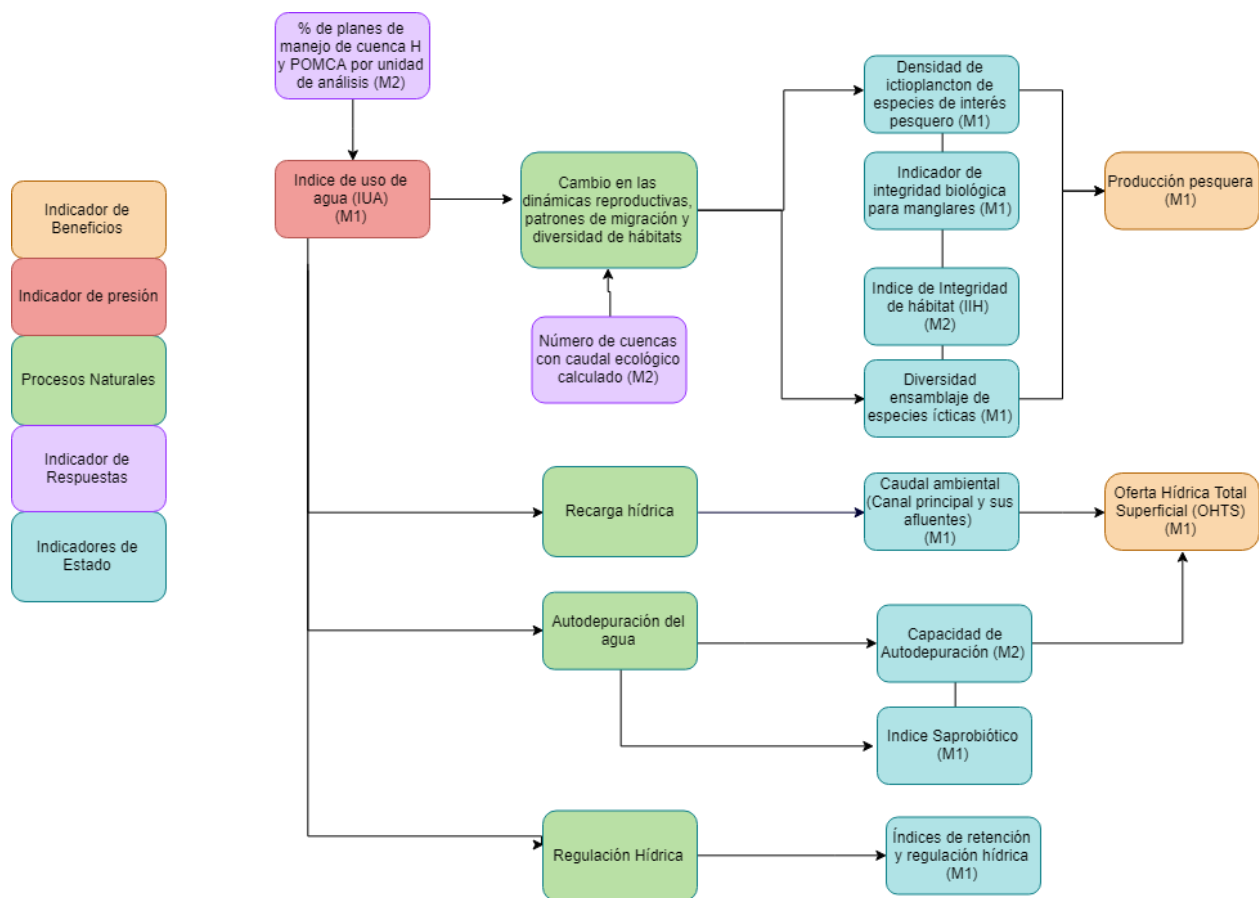 % de planes de
manejo de cuenca H
y POMCA por unidad
de análisis (M2)
Indice de uso de
agua (IUA)
(M1)
Cambio en las
dinámicas reproductivas,
patrones de migración y
diversidad de hábitats
Número de cuencas
con caudal ecológico
calculado (M2)
Densidad de
ictioplancton de
especies de interés
pesquero (M1)
Indicador de
integridad biológica
para manglares (M1)
Indice de Integridad
de hábitat (IIH)
(M2)
Diversidad
ensamblaje de
especies ícticas (M1)
Producción pesquera
(M1)
Indicador de
Beneficios
Indicador de presión
Procesos Naturales
Indicador de
Respuestas
Indicadores de
Estado
Recarga hídrica
Caudal ambiental
(Canal principal y sus
afluentes)
(M1)
Oferta Hídrica Total
Superficial (OHTS)
(M1)
Autodepuración del
agua
Capacidad de
Autodepuración (M2)
Indice Saprobiótico
(M1)
Regulación Hídrica
Índices de retención
y regulación hídrica
(M1)